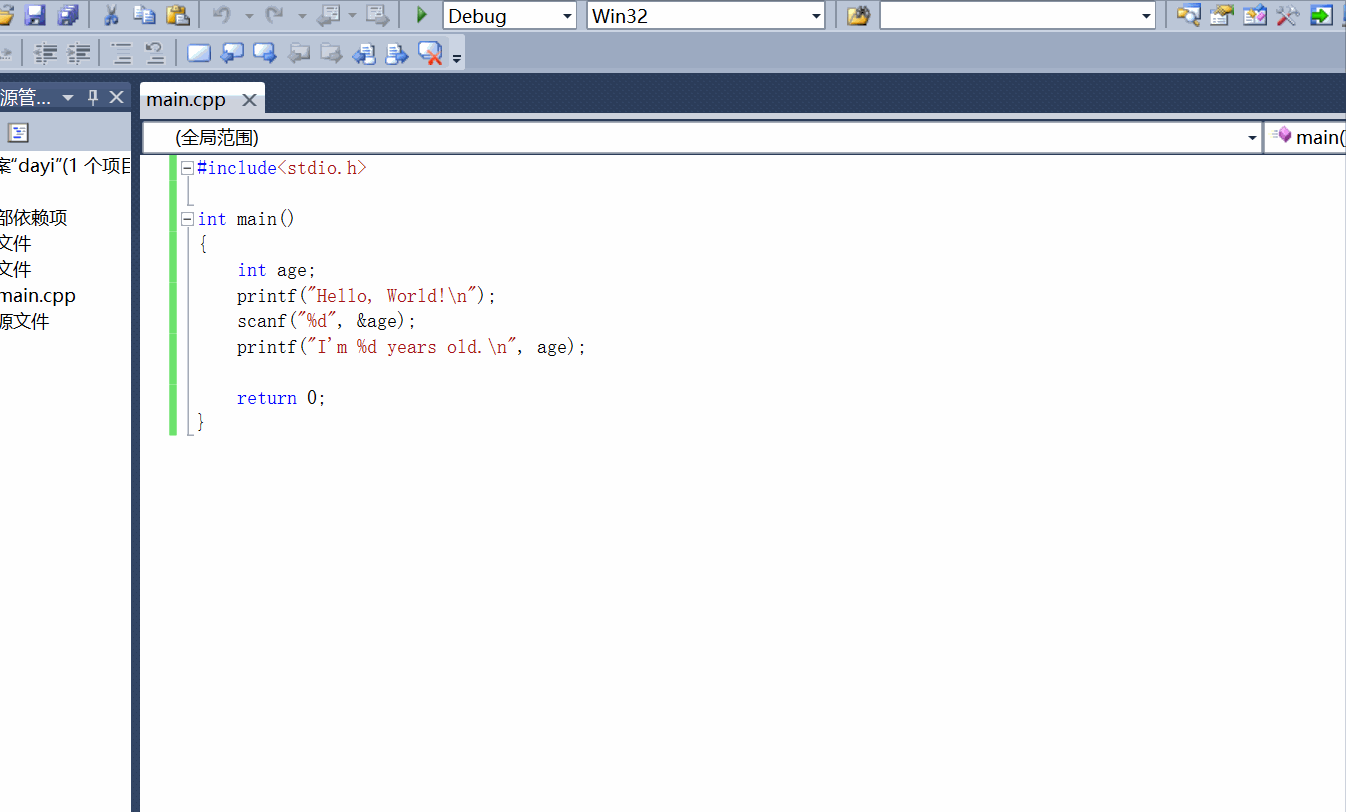 Debug
Win32
源管...
main.cpp
(全局范围)
main(
案“dayi”(1 个项目
部依赖项
文件
文件
main.cpp
源文件
#include<stdio.h>
int main()
{
int age;
printf("Hello, World!\n");
scanf("%d", &age);
printf("I'm %d years old.\n", age);
return 0;
}